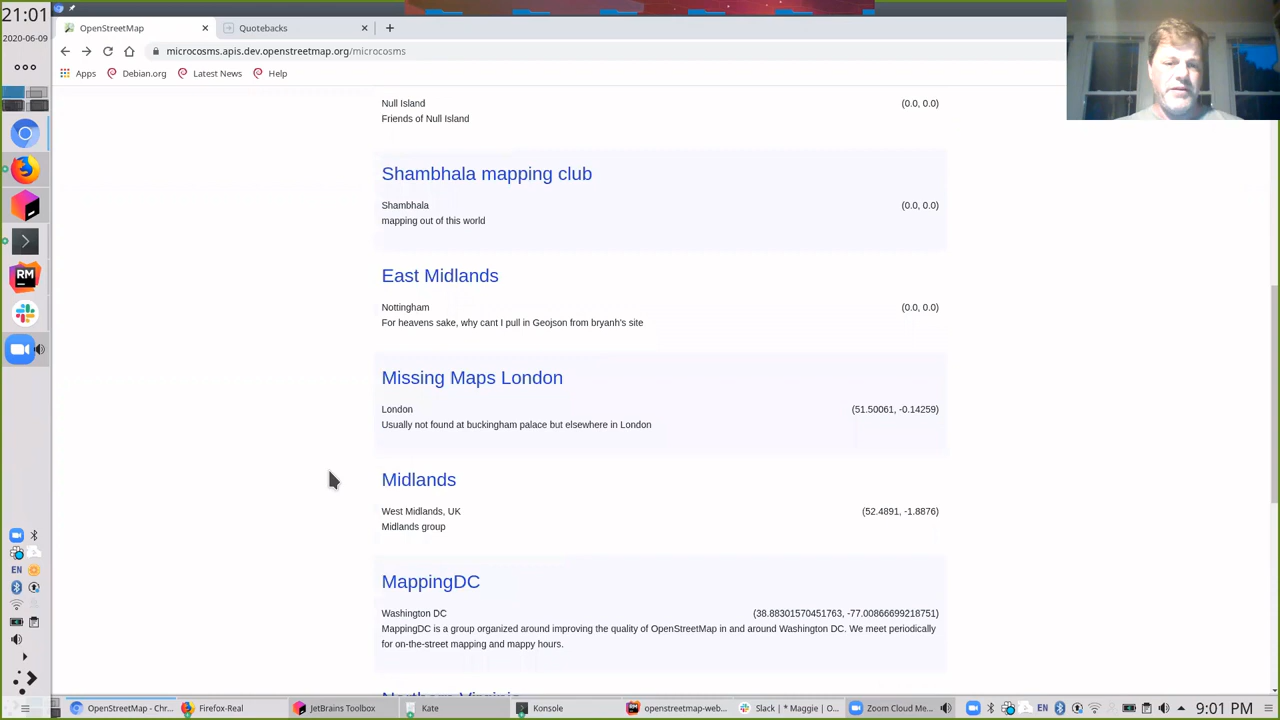 21:01
2020-06-09
OpenStreetMap
Quotebacks
microcosms.apis.dev.openstreetmap.org/microcosms
Apps Debian.org Latest News Help
Null Island (0.0, 0.0)
Friends of Null Island
Shambhala mapping club
Shambhala (0.0, 0.0)
mapping out of this world
East Midlands
Nottingham (0.0, 0.0)
For heavens sake, why cant I pull in Geojson from bryanh's site
RM
Missing Maps London
London (51.50061, -0.14259)
Usually not found at buckingham palace but elsewhere in London
Midlands
West Midlands, UK (52.4891, -1.8876)
Midlands group
MappingDC
Washington DC (38.88301570451763, -77.00866699218751)
MappingDC is a group organized around improving the quality of OpenStreetMap in and around Washington DC. We meet periodically
for on-the-street mapping and mappy hours.
Northern Virginia
EN
OpenStreetMap - Chr... Firefox-Real JetBrains Toolbox Kate Konsole openstreetmap-web... Slack | * Maggie | O... Zoom Cloud Me... EN 9:01 PM